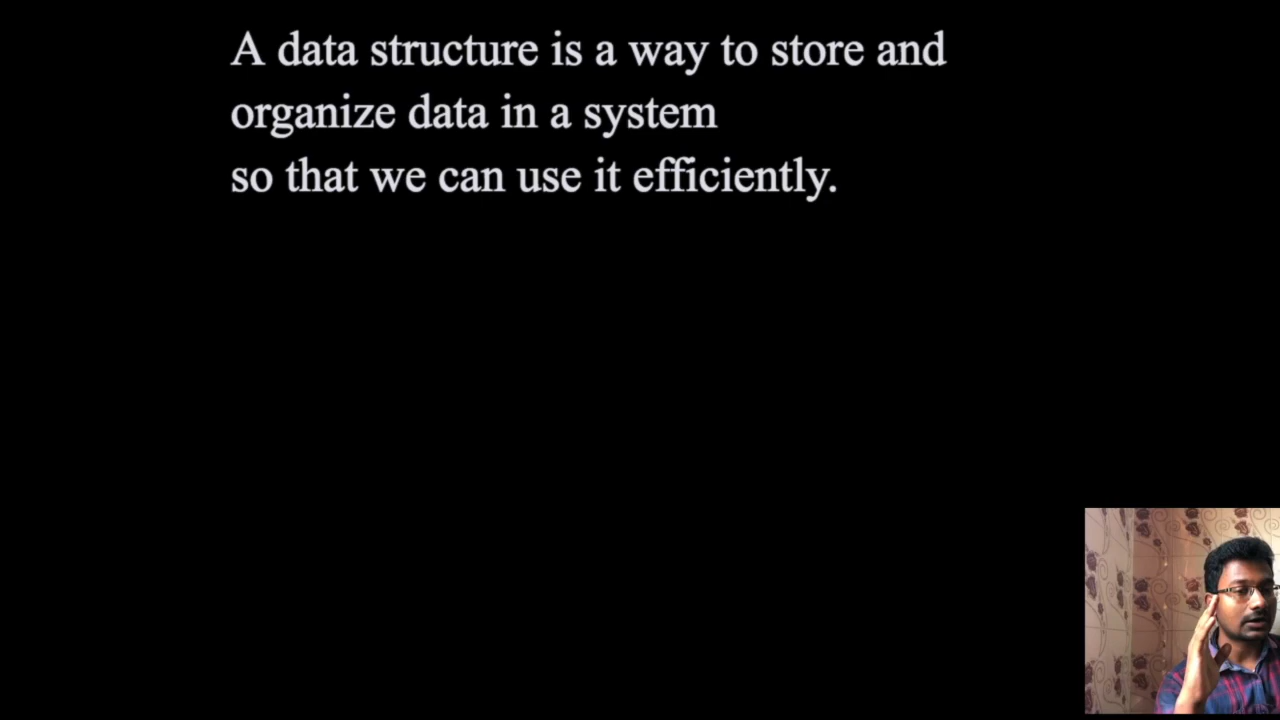 A data structure is a way to store and
organize data in a system
so that we can use it efficiently.